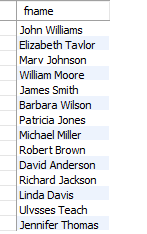 fname
John Williams
Elizabeth Taylor
Mary Johnson
William Moore
James Smith
Barbara Wilson
Patricia Jones
Michael Miller
Robert Brown
David Anderson
Richard Jackson
Linda Davis
Ulysses Teach
Jennifer Thomas